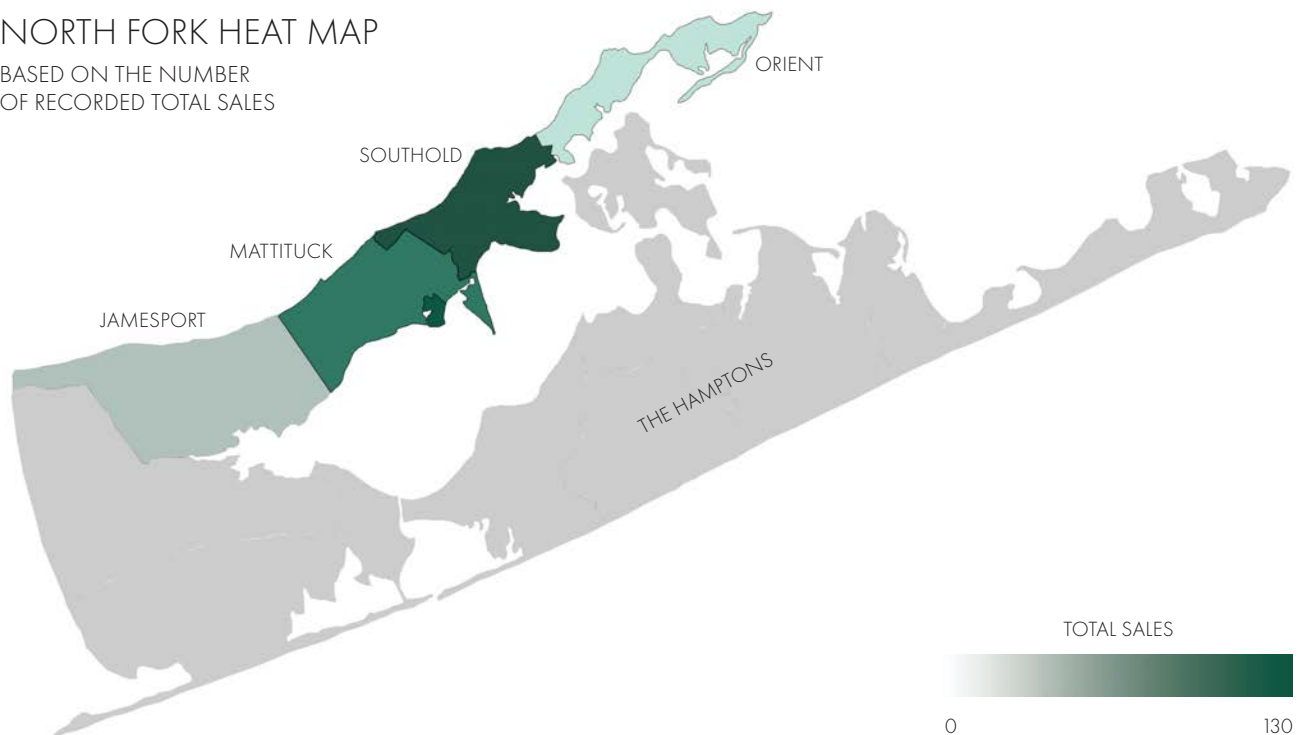 NORTH FORK HEAT MAP
BASED ON THE NUMBER
OF RECORDED TOTAL SALES
ORIENT
SOUTHOLD
MATTITUCK
JAMESPORT
THE HAMPTONS
TOTAL SALES
0
130